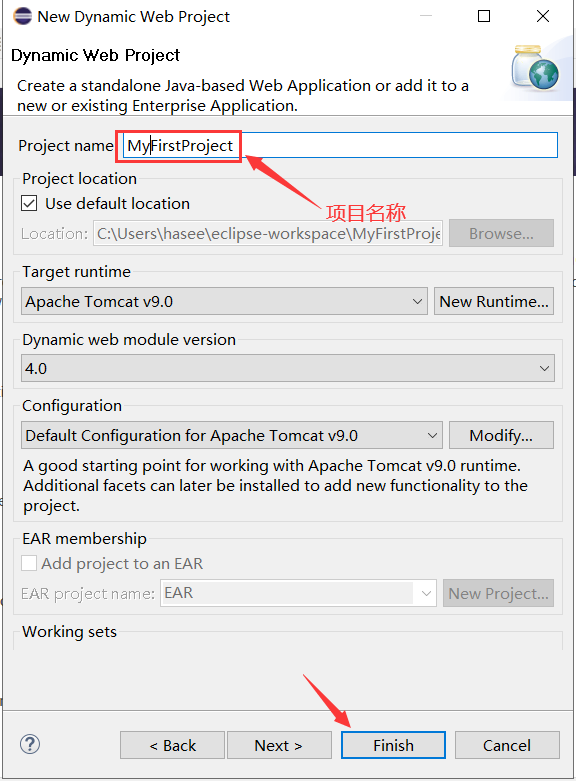 New Dynamic Web Project
Dynamic Web Project
Create a standalone Java-based Web Application or add it to a
new or existing Enterprise Application.
Project name MyFirstProject
Project location
项目名称
Use default location
Location: C:\Users\hasee\eclipse-workspace\MyFirstProje Browse...
Target runtime
Apache Tomcat v9.0 New Runtime...
Dynamic web module version
4.0
Configuration
Default Configuration for Apache Tomcat v9.0 Modify...
A good starting point for working with Apache Tomcat v9.0 runtime.
Additional facets can later be installed to add new functionality to the
project.
EAR membership
Add project to an EAR
EAR project name: EAR New Project...
Working sets
? < Back Next > Finish Cancel